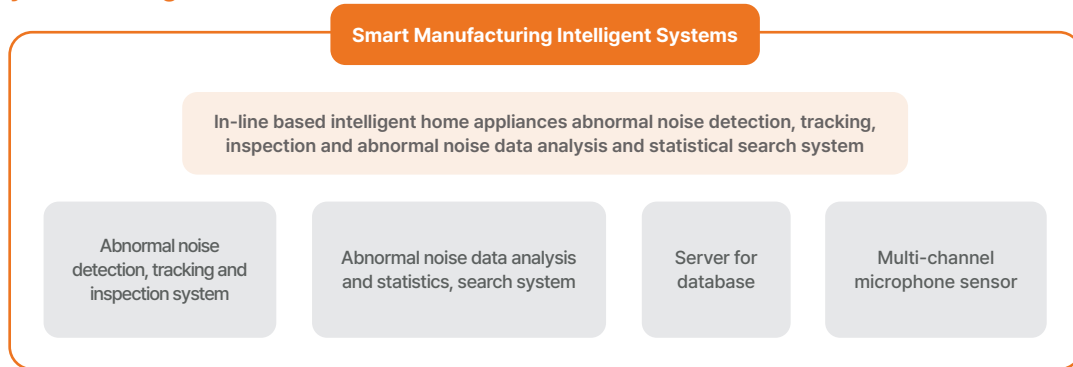 Smart Manufacturing Intelligent Systems
In-line based intelligent home appliances abnormal noise detection, tracking,
inspection and abnormal noise data analysis and statistical search system
Abnormal noise
detection, tracking and
inspection system
Abnormal noise data analysis
and statistics, search system
Server for
database
Multi-channel
microphone sensor